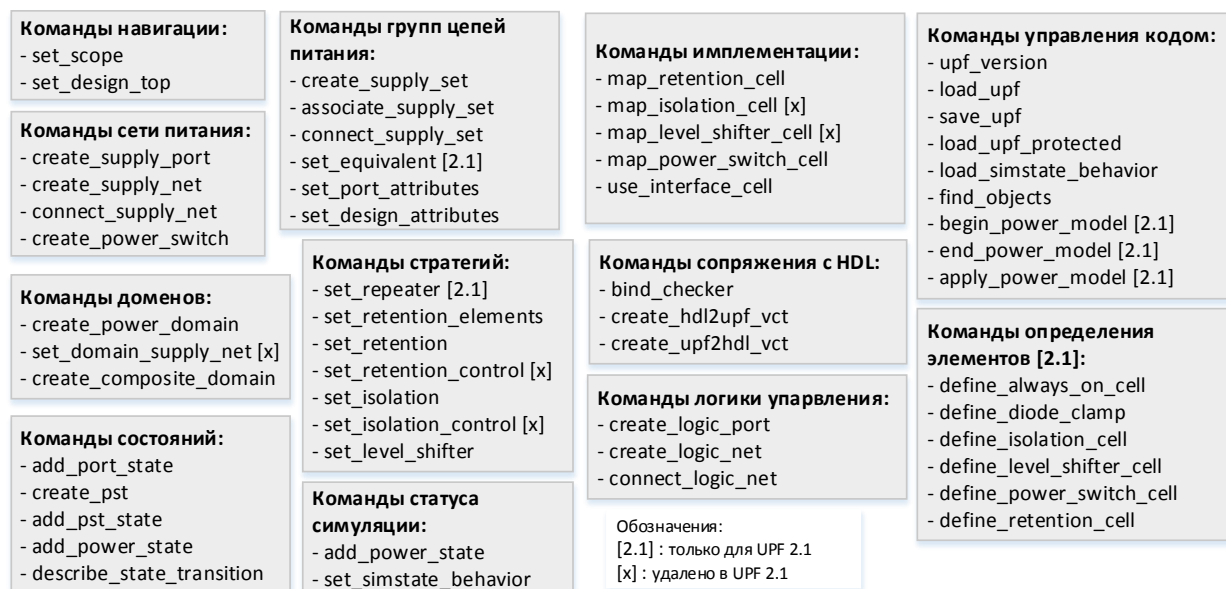 Команды навигации:
- set_scope
- set_design_top
Команды сети питания:
- create_supply_port
- create_supply_net
- connect_supply_net
- create_power_switch
Команды доменов:
- create_power_domain
- set_domain_supply_net [x]
- create_composite_domain
Команды состояний:
- add_port_state
- create_pst
- add_pst_state
- add_power_state
- describe_state_transition
Команды групп цепей
питания:
- create_supply_set
- associate_supply_set
- connect_supply_set
- set_equivalent [2.1]
- set_port_attributes
- set_design_attributes
Команды стратегий:
- set_repeater [2.1]
- set_retention_elements
- set_retention
- set_retention_control [x]
- set_isolation
- set_isolation_control [x]
- set_level_shifter
Команды статуса
симуляции:
- add_power_state
- set_simstate_behavior
Команды имплементации:
- map_retention_cell
- map_isolation_cell [x]
- map_level_shifter_cell [x]
- map_power_switch_cell
- use_interface_cell
Команды сопряжения с HDL:
- bind_checker
- create_hdl2upf_vct
- create_upf2hdl_vct
Команды логики упарвления:
- create_logic_port
- create_logic_net
- connect_logic_net
Обозначения:
[2.1] : только для UPF 2.1
[x] : удалено в UPF 2.1
Команды управления кодом:
- upf_version
- load_upf
- save_upf
- load_upf_protected
- load_simstate_behavior
- find_objects
- begin_power_model [2.1]
- end_power_model [2.1]
- apply_power_model [2.1]
Команды определения
элементов [2.1]:
- define_always_on_cell
- define_diode_clamp
- define_isolation_cell
- define_level_shifter_cell
- define_power_switch_cell
- define_retention_cell